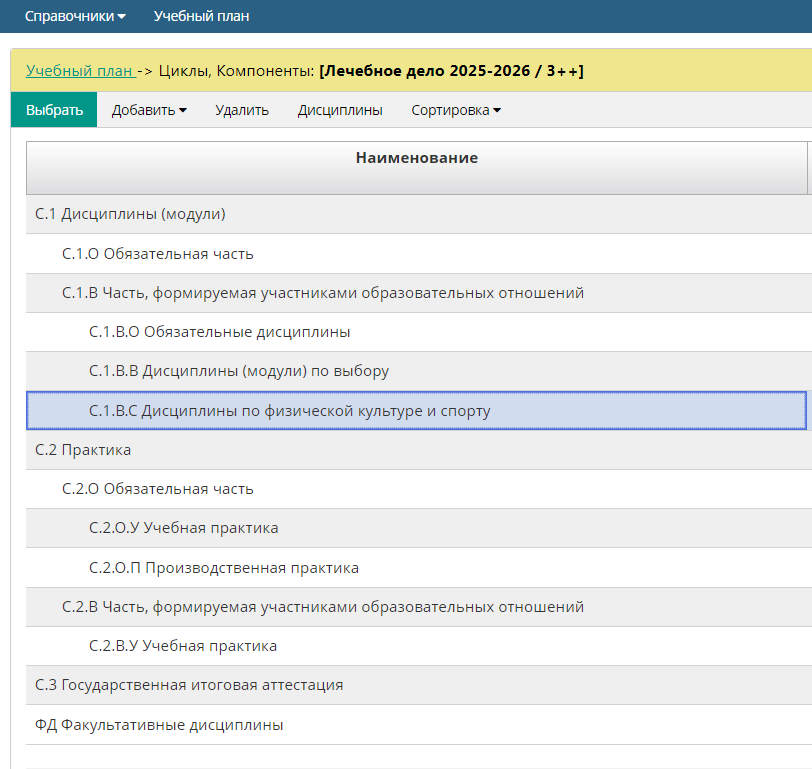 Справочники Учебный план
Учебный план -> Циклы, Компоненты: [Лечебное дело 2025-2026 / 3++]
Выбрать Добавить Удалить Дисциплины Сортировка
Наименование
С.1 Дисциплины (модули)
С.1.О Обязательная часть
С.1.В Часть, формируемая участниками образовательных отношений
С.1.В.О Обязательные дисциплины
С.1.В.В Дисциплины (модули) по выбору
С.1.В.С Дисциплины по физической культуре и спорту
С.2 Практика
С.2.О Обязательная часть
С.2.О.У Учебная практика
С.2.О.П Производственная практика
С.2.В Часть, формируемая участниками образовательных отношений
С.2.В.У Учебная практика
С.3 Государственная итоговая аттестация
ФД Факультативные дисциплины